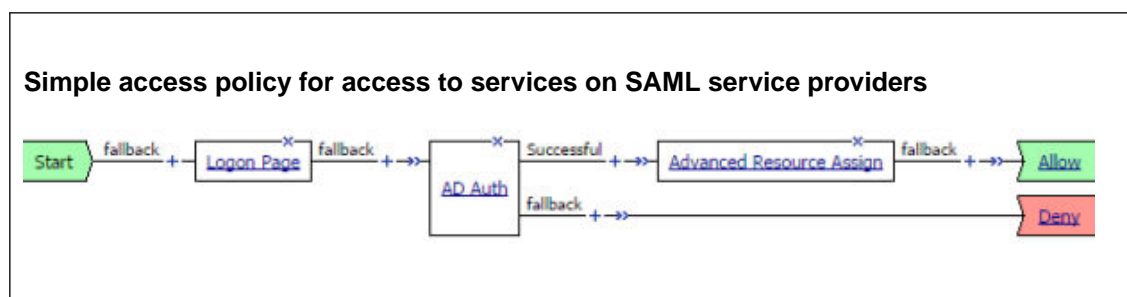 Simple access policy for access to services on SAML service providers
Start fallback + Logon Page fallback + AD Auth Successful + Advanced Resource Assign fallback + Allow
fallback + Deny